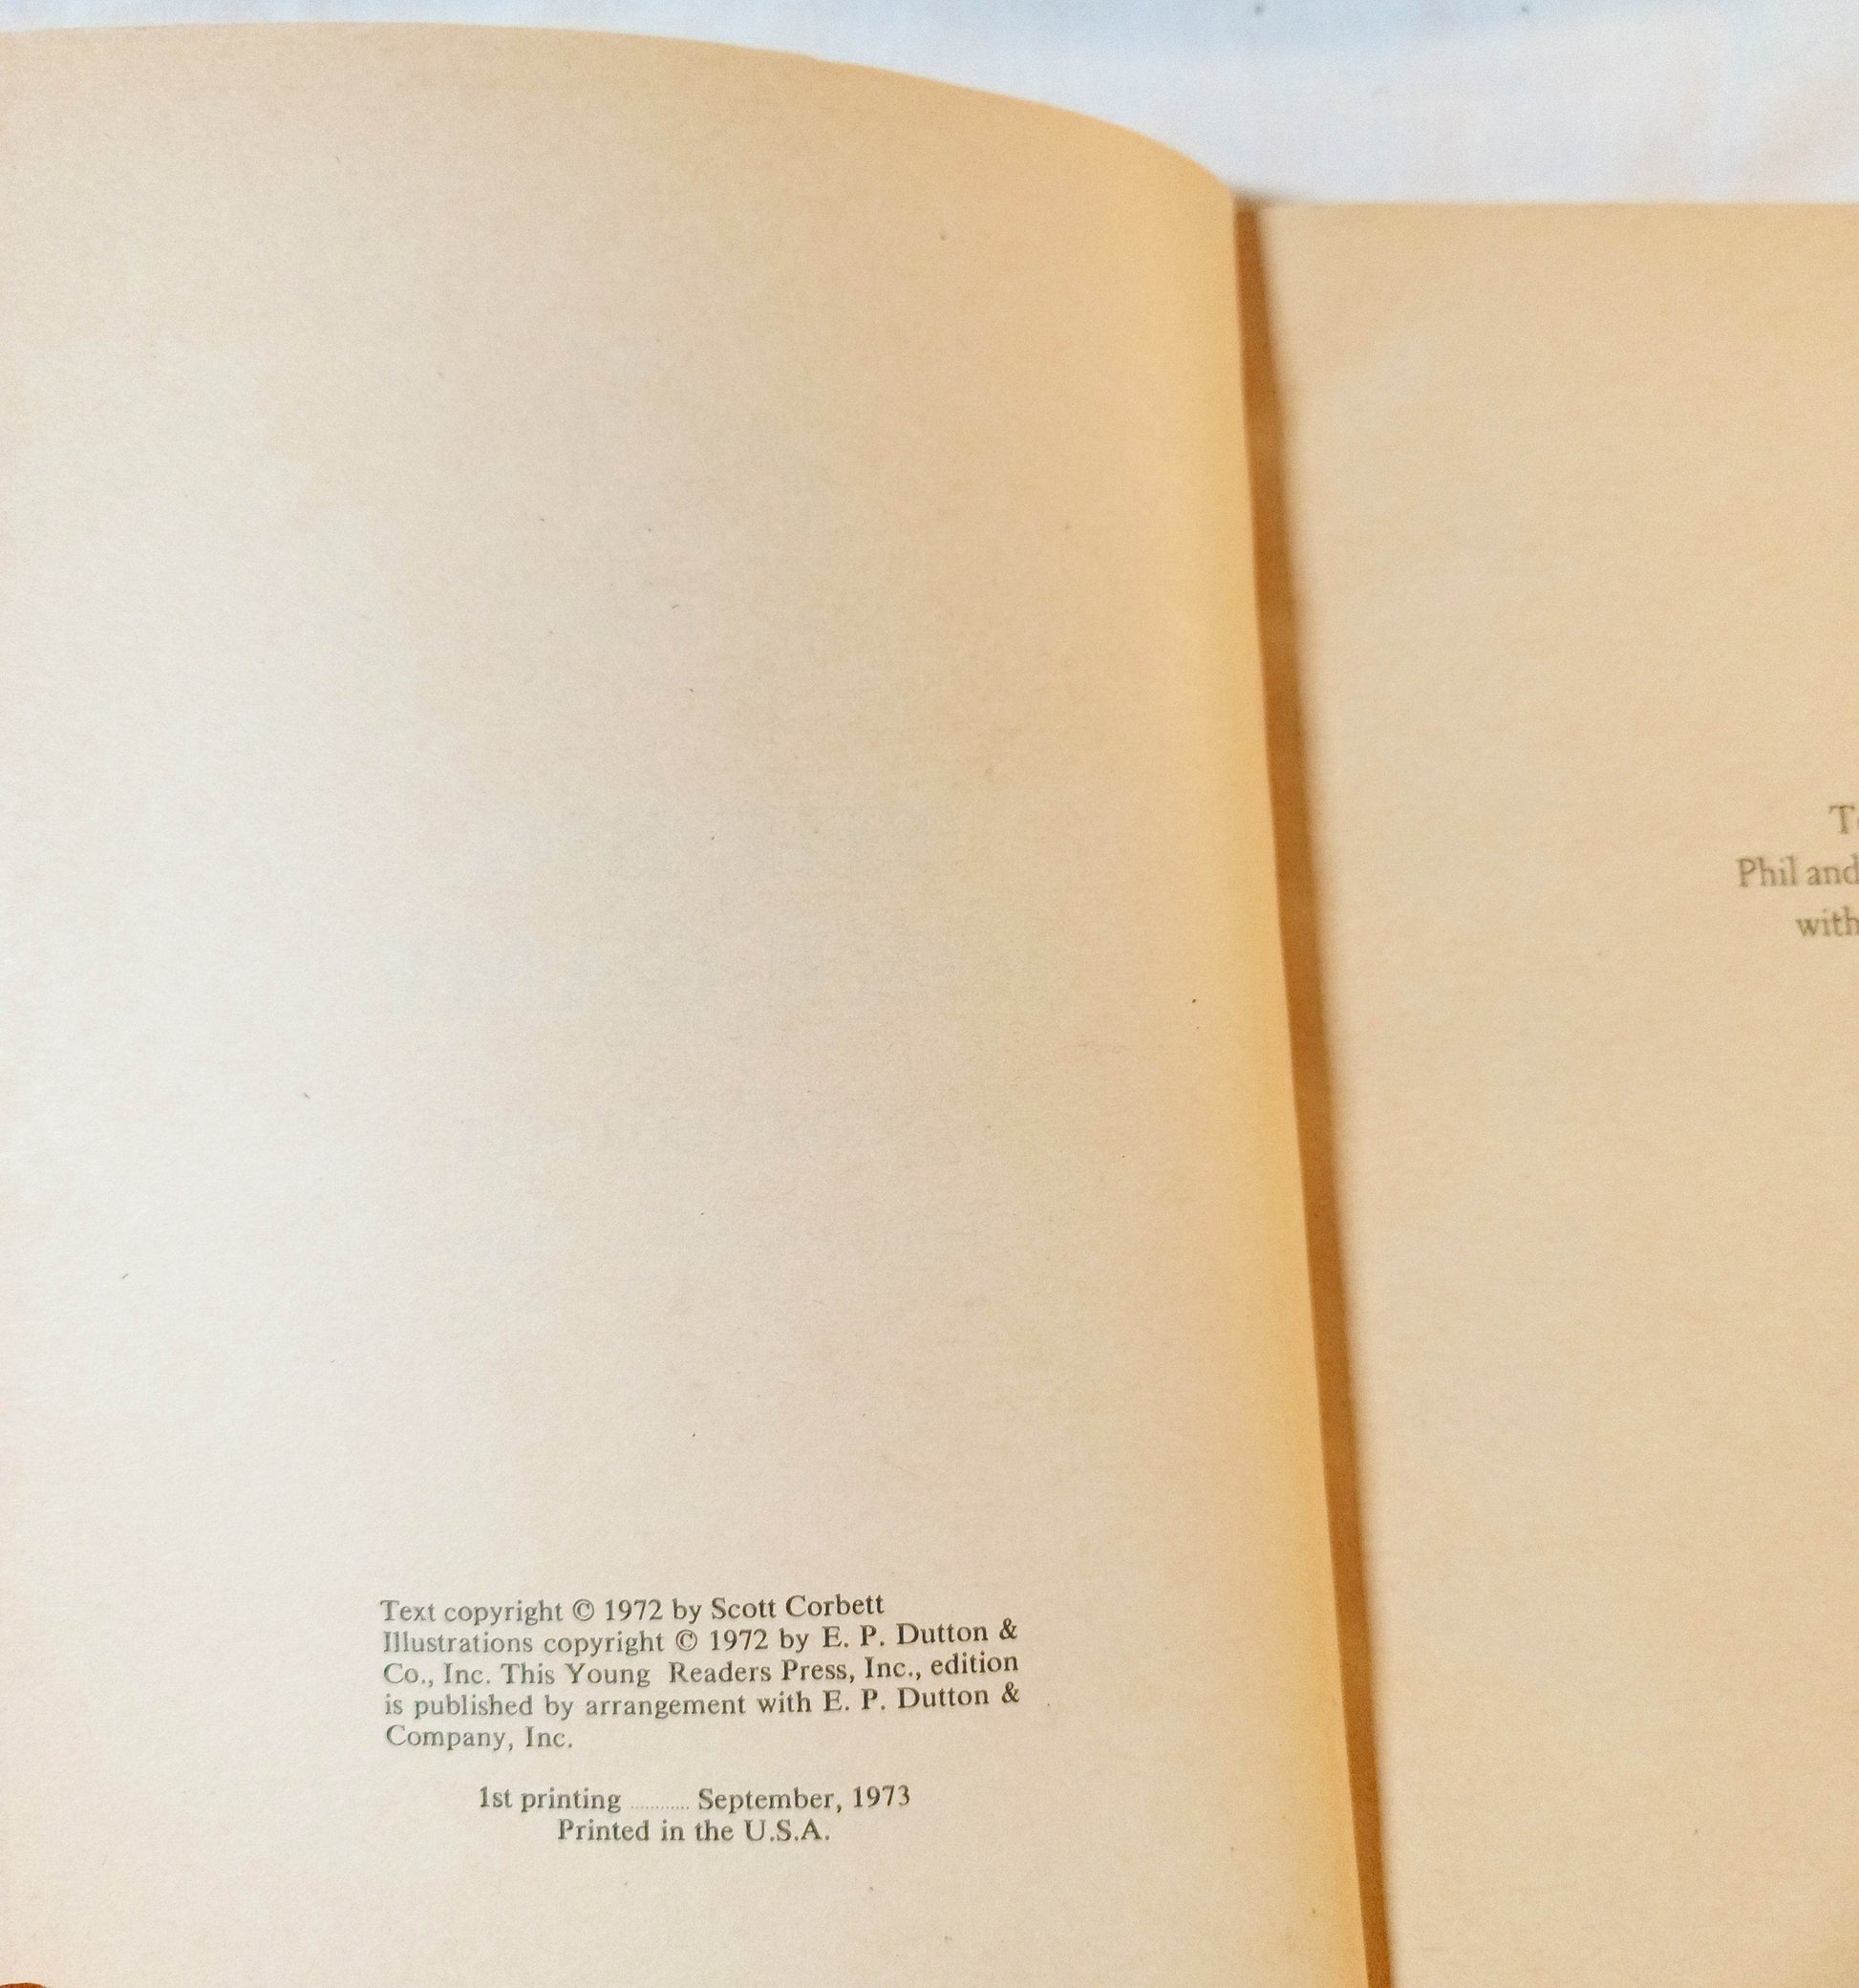 Text copyright © 1972 by Scott Corbett
Illustrations copyright © 1972 by E. P. Dutton &
Co., Inc. This Young Readers Press, Inc., edition
is published by arrangement with E. P. Dutton &
Company, Inc.
1st printing ........... September, 1973
Printed in the U.S.A.
Phil and
with